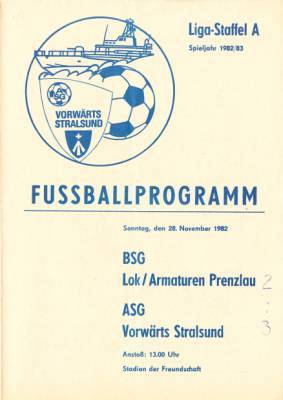 Liga-Staffel A
Spieljahr 1982/83
ASG
VORWÄRTS
STRALSUND
FUSSBALLPROGRAMM
Sonntag, den 28. November 1982
BSG
Lok/Armaturen Prenzlau 2
:
ASG
Vorwärts Stralsund 3
Anstoß: 13.00 Uhr
Stadion der Freundschaft